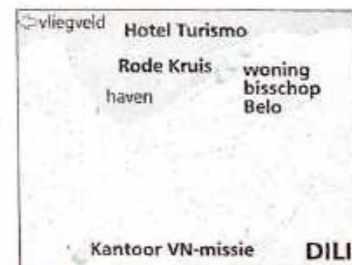 vliegveld
Hotel Turismo
Rode Kruis
haven
woning
bisschop
Belo
Kantoor VN-missie
DILI